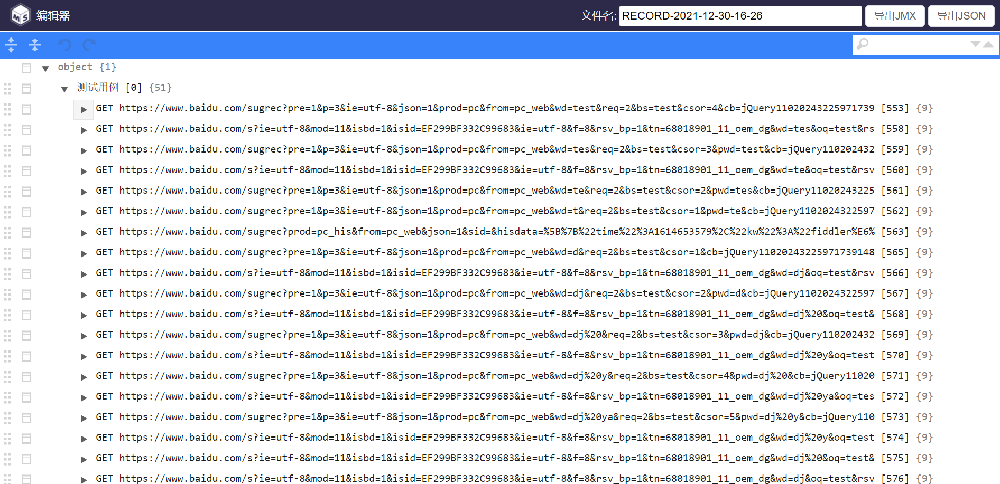 MS 编辑器 文件名: RECORD-2021-12-30-16-26 导出JMX 导出JSON
object {1}
测试用例 [0] {51}
GET https://www.baidu.com/sugrec?pre=1&p=3&ie=utf-8&json=1&prod=pc&from=pc_web&wd=test&req=2&bs=test&csor=4&cb=jQuery11020243225971739 [553] {9}
GET https://www.baidu.com/s?ie=utf-8&mod=11&isbd=1&isid=EF299BF332C99683&ie=utf-8&f=8&rsv_bp=1&tn=68018901_11_oem_dg&wd=tes&oq=test&rs [558] {9}
GET https://www.baidu.com/sugrec?pre=1&p=3&ie=utf-8&json=1&prod=pc&from=pc_web&wd=tes&req=2&bs=test&csor=3&pwd=test&cb=jQuery110202432 [559] {9}
GET https://www.baidu.com/s?ie=utf-8&mod=11&isbd=1&isid=EF299BF332C99683&ie=utf-8&f=8&rsv_bp=1&tn=68018901_11_oem_dg&wd=te&oq=test&rsv [560] {9}
GET https://www.baidu.com/sugrec?pre=1&p=3&ie=utf-8&json=1&prod=pc&from=pc_web&wd=te&req=2&bs=test&csor=2&pwd=tes&cb=jQuery11020243225 [561] {9}
GET https://www.baidu.com/sugrec?pre=1&p=3&ie=utf-8&json=1&prod=pc&from=pc_web&wd=t&req=2&bs=test&csor=1&pwd=te&cb=jQuery1102024322597 [562] {9}
GET https://www.baidu.com/sugrec?prod=pc_his&from=pc_web&json=1&sid=&hisdata=%5B%7B%22time%22%3A1614653579%2C%22kw%22%3A%22fiddler%E6% [563] {9}
GET https://www.baidu.com/sugrec?pre=1&p=3&ie=utf-8&json=1&prod=pc&from=pc_web&wd=d&req=2&bs=test&csor=1&cb=jQuery11020243225971739148 [565] {9}
GET https://www.baidu.com/s?ie=utf-8&mod=11&isbd=1&isid=EF299BF332C99683&ie=utf-8&f=8&rsv_bp=1&tn=68018901_11_oem_dg&wd=dj&oq=test&rsv [566] {9}
GET https://www.baidu.com/sugrec?pre=1&p=3&ie=utf-8&json=1&prod=pc&from=pc_web&wd=dj&req=2&bs=test&csor=2&pwd=d&cb=jQuery1102024322597 [567] {9}
GET https://www.baidu.com/s?ie=utf-8&mod=11&isbd=1&isid=EF299BF332C99683&ie=utf-8&f=8&rsv_bp=1&tn=68018901_11_oem_dg&wd=dj%20&oq=test& [568] {9}
GET https://www.baidu.com/sugrec?pre=1&p=3&ie=utf-8&json=1&prod=pc&from=pc_web&wd=dj%20&req=2&bs=test&csor=3&pwd=dj&cb=jQuery110202432 [569] {9}
GET https://www.baidu.com/s?ie=utf-8&mod=11&isbd=1&isid=EF299BF332C99683&ie=utf-8&f=8&rsv_bp=1&tn=68018901_11_oem_dg&wd=dj%20y&oq=test [570] {9}
GET https://www.baidu.com/sugrec?pre=1&p=3&ie=utf-8&json=1&prod=pc&from=pc_web&wd=dj%20y&req=2&bs=test&csor=4&pwd=dj%20&cb=jQuery11020 [571] {9}
GET https://www.baidu.com/s?ie=utf-8&mod=11&isbd=1&isid=EF299BF332C99683&ie=utf-8&f=8&rsv_bp=1&tn=68018901_11_oem_dg&wd=dj%20ya&oq=tes [572] {9}
GET https://www.baidu.com/sugrec?pre=1&p=3&ie=utf-8&json=1&prod=pc&from=pc_web&wd=dj%20ya&req=2&bs=test&csor=5&pwd=dj%20y&cb=jQuery110 [573] {9}
GET https://www.baidu.com/s?ie=utf-8&mod=11&isbd=1&isid=EF299BF332C99683&ie=utf-8&f=8&rsv_bp=1&tn=68018901_11_oem_dg&wd=dj%20y&oq=test [574] {9}
GET https://www.baidu.com/s?ie=utf-8&mod=11&isbd=1&isid=EF299BF332C99683&ie=utf-8&f=8&rsv_bp=1&tn=68018901_11_oem_dg&wd=dj%20&oq=test& [575] {9}
GET https://www.baidu.com/s?ie=utf-8&mod=11&isbd=1&isid=EF299BF332C99683&ie=utf-8&f=8&rsv_bp=1&tn=68018901_11_oem_dg&wd=dj&oq=test&rsv [576] {9}